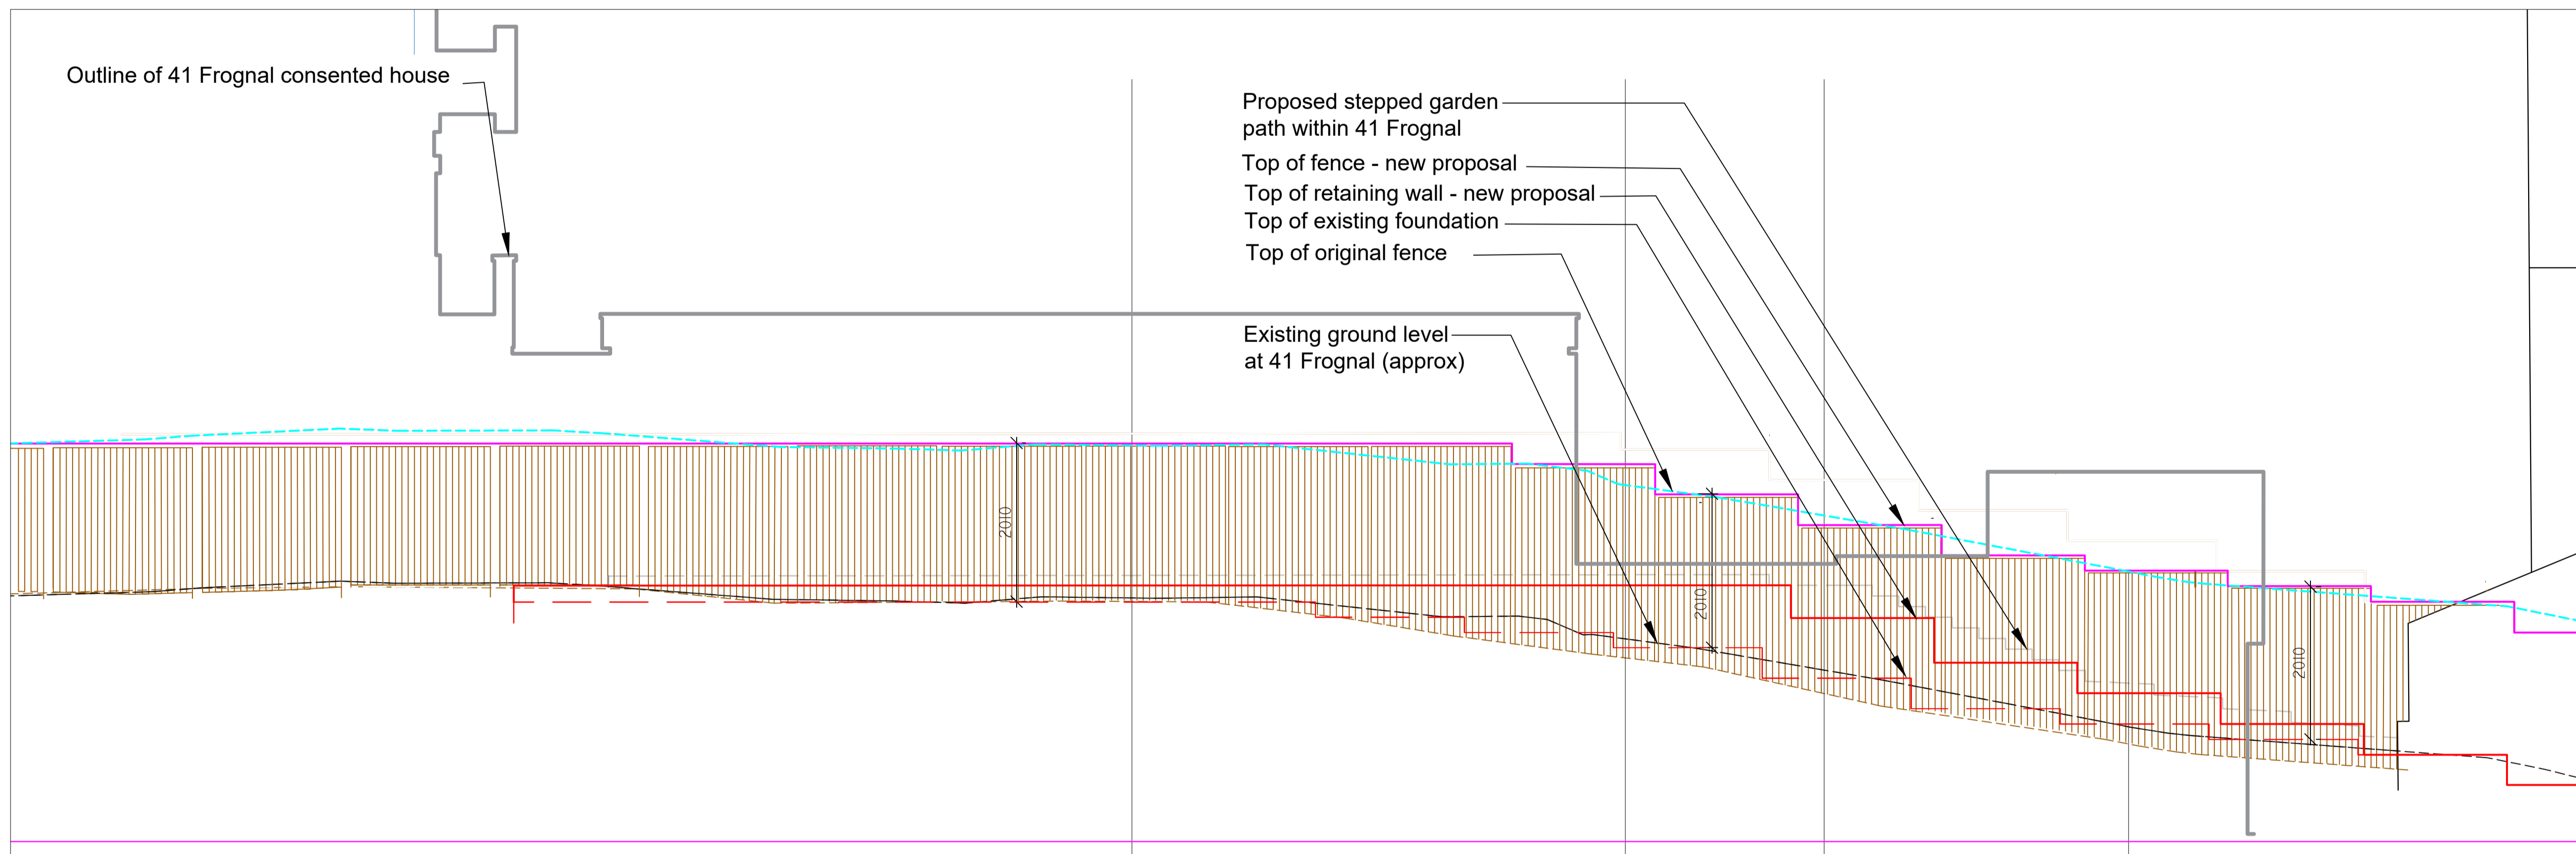 Outline of 41 Frognal consented house
Proposed stepped garden
path within 41 Frognal
Top of fence - new proposal
Top of retaining wall - new proposal
Top of existing foundation
Top of original fence
Existing ground level
at 41 Frognal (approx)
2010
2010
2010